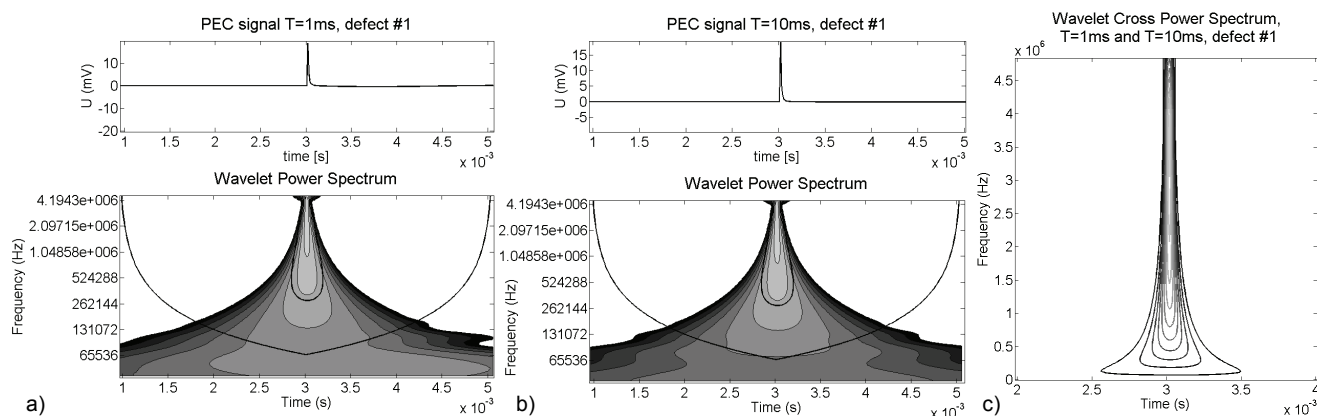 PEC signal T=1ms, defect #1
U (mV)
10
0
-10
-20
1 1.5 2 2.5 3 3.5 4 4.5 5
time [s]
x 10⁻³
Wavelet Power Spectrum
Frequency (Hz)
4.1943e+006
2.09715e+006
1.04858e+006
524288
262144
131072
65536
1 1.5 2 2.5 3 3.5 4 4.5 5
Time (s)
x 10⁻³
a)
PEC signal T=10ms, defect #1
U (mV)
15
10
5
0
-5
1 1.5 2 2.5 3 3.5 4 4.5 5
time [s]
x 10⁻³
Wavelet Power Spectrum
Frequency (Hz)
4.1943e+006
2.09715e+006
1.04858e+006
524288
262144
131072
65536
1 1.5 2 2.5 3 3.5 4 4.5 5
Time (s)
x 10⁻³
b)
Wavelet Cross Power Spectrum,
T=1ms and T=10ms, defect #1
x 10⁶
Frequency (Hz)
4.5
4
3.5
3
2.5
2
1.5
1
0.5
0
2 2.5 3 3.5 4
Time (s)
x 10⁻³
c)